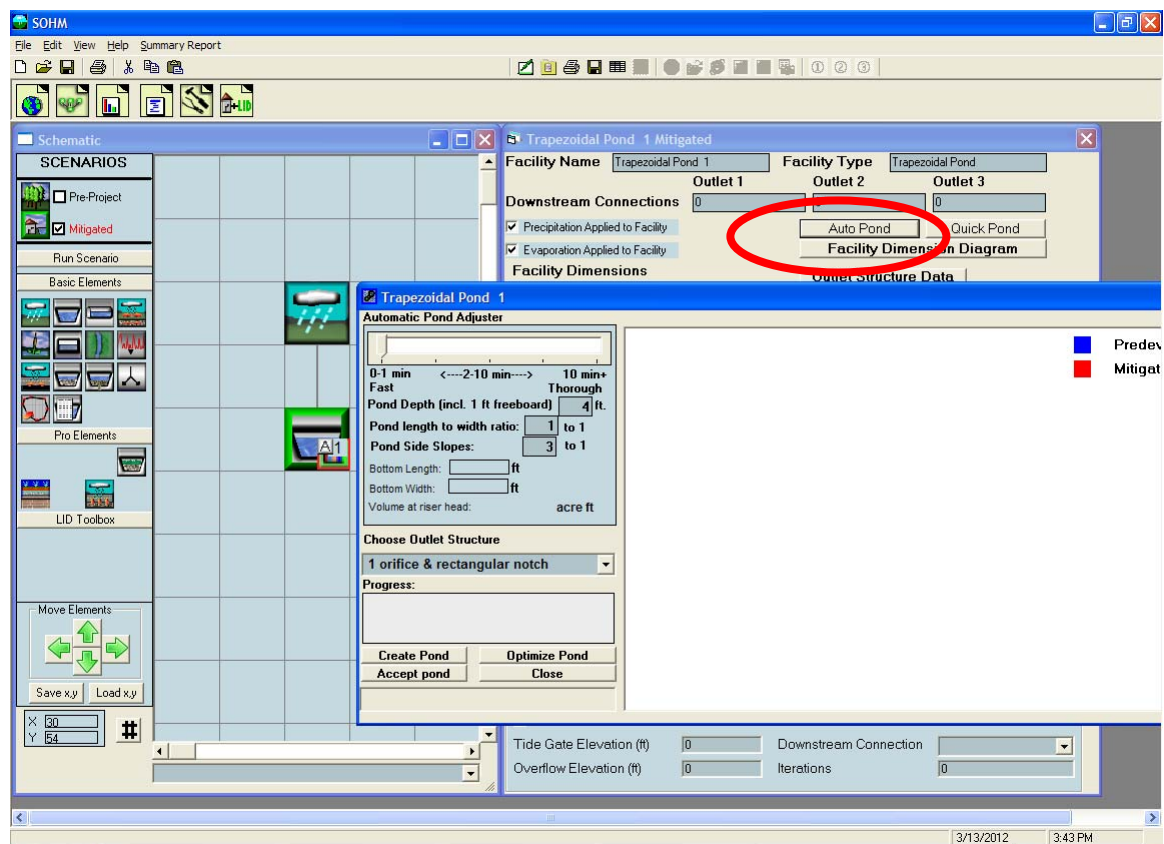 SOHM
File Edit View Help Summary Report
+LID
Schematic
SCENARIOS
Pre-Project
Mitigated
Run Scenario
Basic Elements
Pro Elements
LID Toolbox
Move Elements
Save x,y Load x,y
X 30
Y 54
#
A 1
Trapezoidal Pond 1 Mitigated
Facility Name Trapezoidal Pond 1 Facility Type Trapezoidal Pond
Outlet 1 Outlet 2 Outlet 3
Downstream Connections 0 0 0
Precipitation Applied to Facility Auto Pond Quick Pond
Evaporation Applied to Facility Facility Dimension Diagram
Facility Dimensions
Outlet Structure Data
Trapezoidal Pond 1
Automatic Pond Adjuster
0-1 min <----2-10 min----> 10 min+
Fast Thorough
Pond Depth (incl. 1 ft freeboard) 4 ft.
Pond length to width ratio: 1 to 1
Pond Side Slopes: 3 to 1
Bottom Length: ft
Bottom Width: ft
Volume at riser head: acre ft
Choose Outlet Structure
1 orifice & rectangular notch
Progress:
Create Pond Optimize Pond
Accept pond Close
Predev
Mitigat
Tide Gate Elevation (ft) 0 Downstream Connection
Overflow Elevation (ft) 0 Iterations 0
3/13/2012 3:43 PM